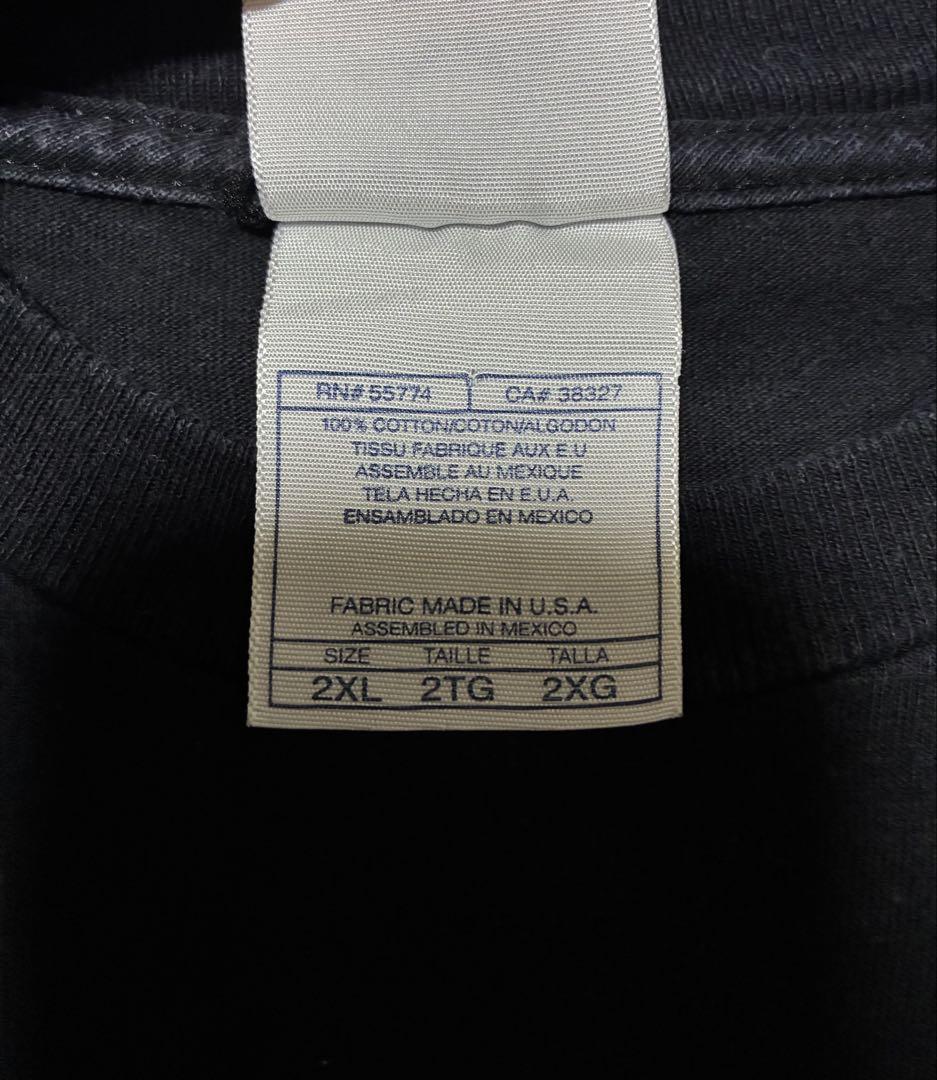 RN# 55774 CA# 38327
100% COTTON/COTON/ALGODON
TISSU FABRIQUE AUX E.U
ASSEMBLE AU MEXIQUE
TELA HECHA EN E.U.A.
ENSAMBLADO EN MEXICO
FABRIC MADE IN U.S.A.
ASSEMBLED IN MEXICO
SIZE TAILLE TALLA
2XL 2TG 2XG